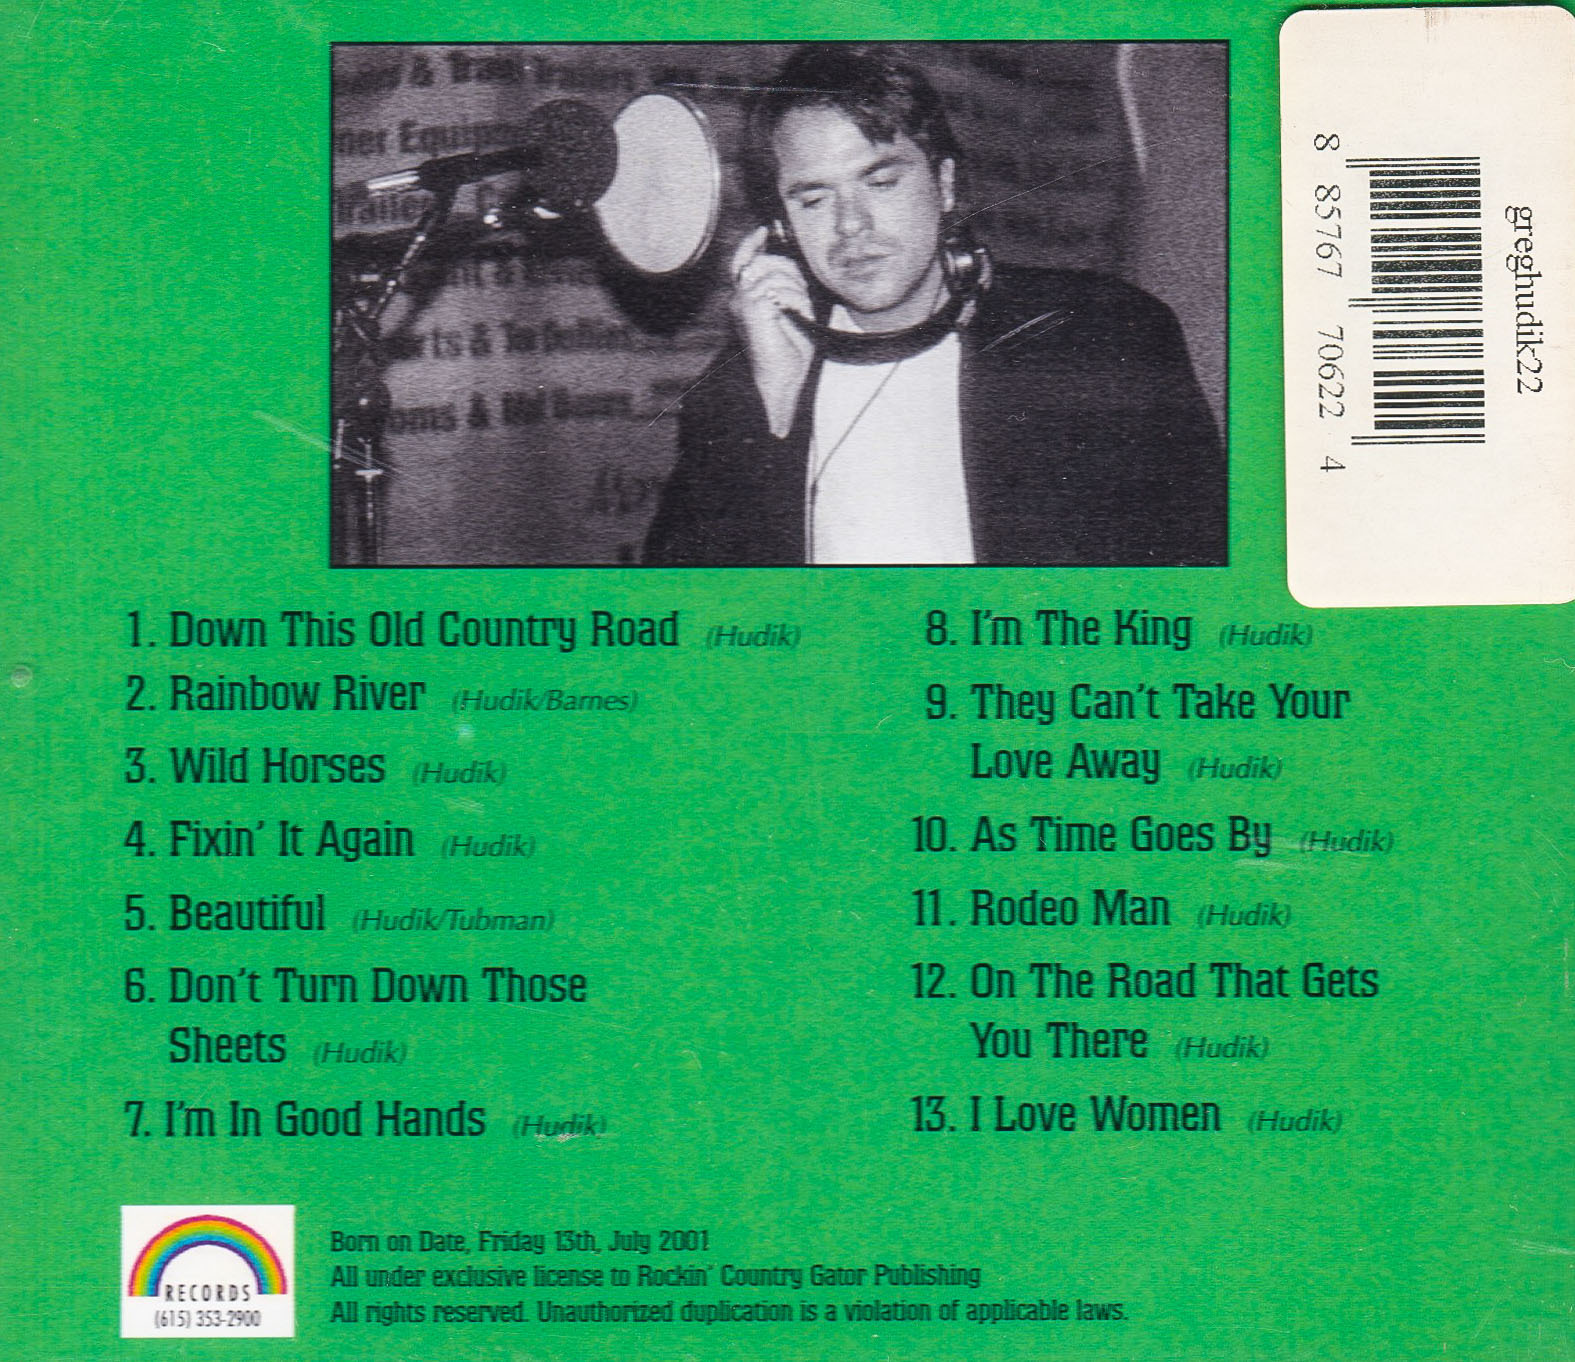 ner Equipm
Trailer
rts &
oms &
8 85767 70622 4
greghudik22
1. Down This Old Country Road (Hudik)
2. Rainbow River (Hudik/Barnes)
3. Wild Horses (Hudik)
4. Fixin' It Again (Hudik)
5. Beautiful (Hudik/Tubman)
6. Don't Turn Down Those
Sheets (Hudik)
7. I'm In Good Hands (Hudik)
8. I'm The King (Hudik)
9. They Can't Take Your
Love Away (Hudik)
10. As Time Goes By (Hudik)
11. Rodeo Man (Hudik)
12. On The Road That Gets
You There (Hudik)
13. I Love Women (Hudik)
RECORDS
(615) 353-2900
Born on Date, Friday 13th, July 2001
All under exclusive license to Rockin' Country Gator Publishing
All rights reserved. Unauthorized duplication is a violation of applicable laws.